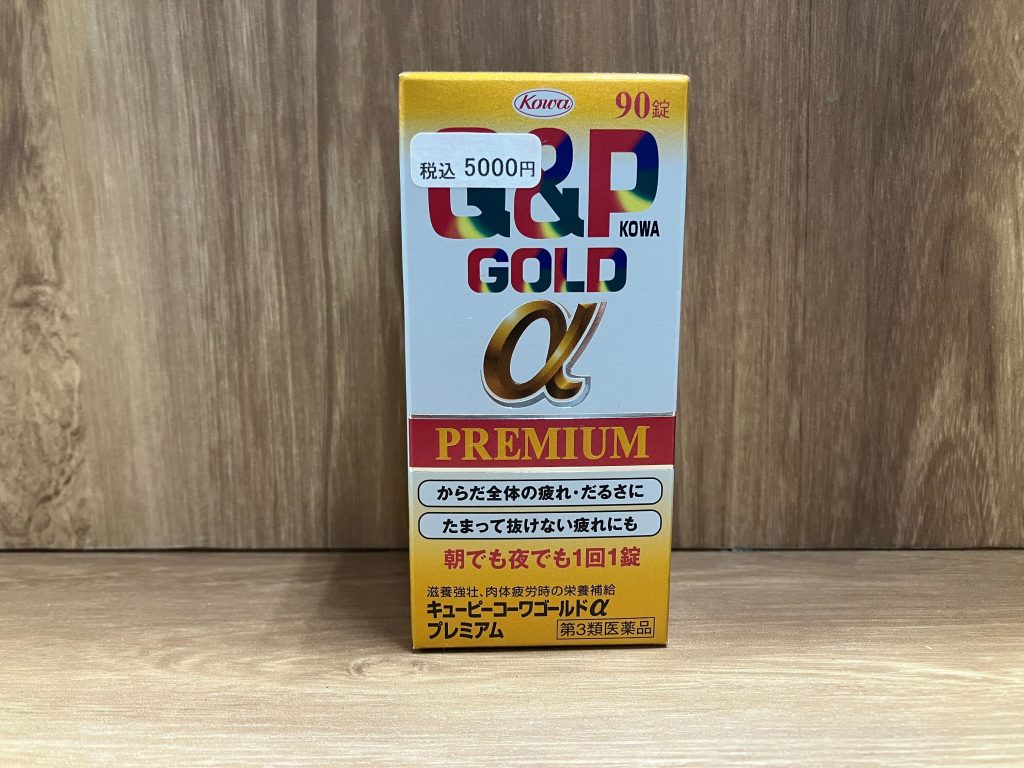 Kowa
90錠
税込 5000円
G&P
KOWA
GOLD
α
PREMIUM
からだ全体の疲れ・だるさに
たまって抜けない疲れにも
朝でも夜でも1回1錠
滋養強壮、肉体疲労時の栄養補給
キューピーコーワゴールドα
プレミアム
第3類医薬品